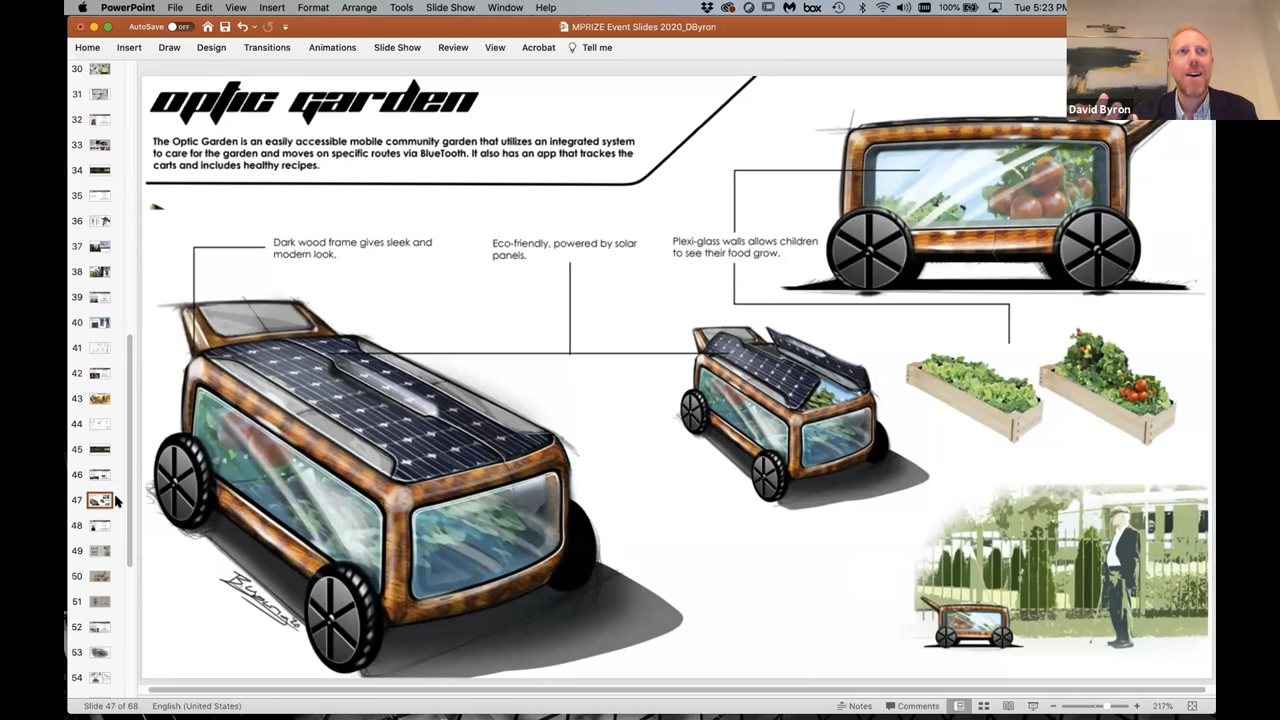 PowerPoint File Edit View Insert Format Arrange Tools Slide Show Window Help
box 100% Tue 5:23 P
AutoSave OFF
MPRIZE Event Slides 2020_DByron
Home Insert Draw Design Transitions Animations Slide Show Review View Acrobat Tell me
David Byron
30
31
32
33
34
35
36
37
38
39
40
41
42
43
44
45
46
47
48
49
50
51
52
53
54
optic garden
The Optic Garden is an easily accessible mobile community garden that utilizes an integrated system
to care for the garden and moves on specific routes via BlueTooth. It also has an app that trackes the
carts and includes healthy recipes.
Dark wood frame gives sleek and
modern look,
Eco-friendly, powered by solar
panels.
Plexi-glass walls allows children
to see their food grow.
Slide 47 of 68 English (United States)
Notes Comments 217%